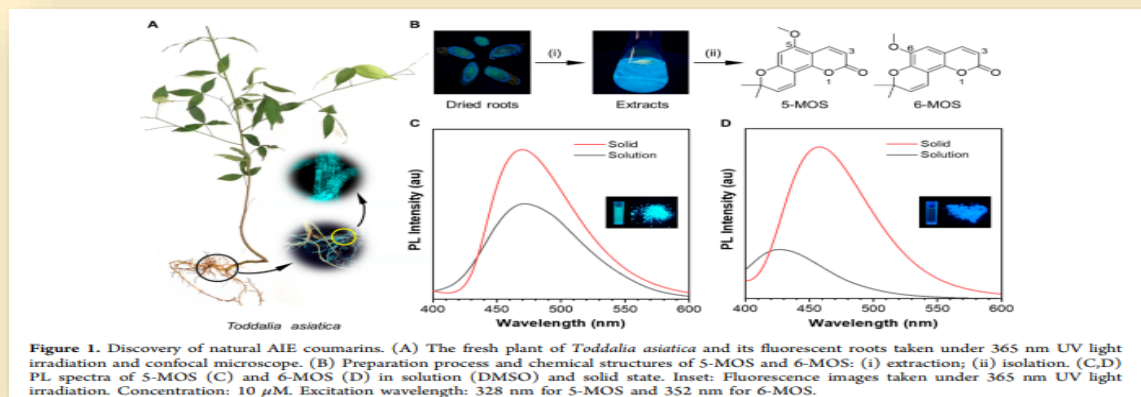 A
B
(i)
(ii)
Dried roots
Extracts
O
5
3
O
O
1
O
5-MOS
O
6
3
O
O
1
O
6-MOS
C
Solid
Solution
PL Intensity (au)
400 450 500 550 600
Wavelength (nm)
D
Solid
Solution
PL Intensity (au)
400 450 500 550 600
Wavelength (nm)
Toddalia asiatica
Figure 1. Discovery of natural AIE coumarins. (A) The fresh plant of Toddalia asiatica and its fluorescent roots taken under 365 nm UV light
irradiation and confocal microscope. (B) Preparation process and chemical structures of 5-MOS and 6-MOS: (i) extraction; (ii) isolation. (C,D)
PL spectra of 5-MOS (C) and 6-MOS (D) in solution (DMSO) and solid state. Inset: Fluorescence images taken under 365 nm UV light
irradiation. Concentration: 10 μM. Excitation wavelength: 328 nm for 5-MOS and 352 nm for 6-MOS.